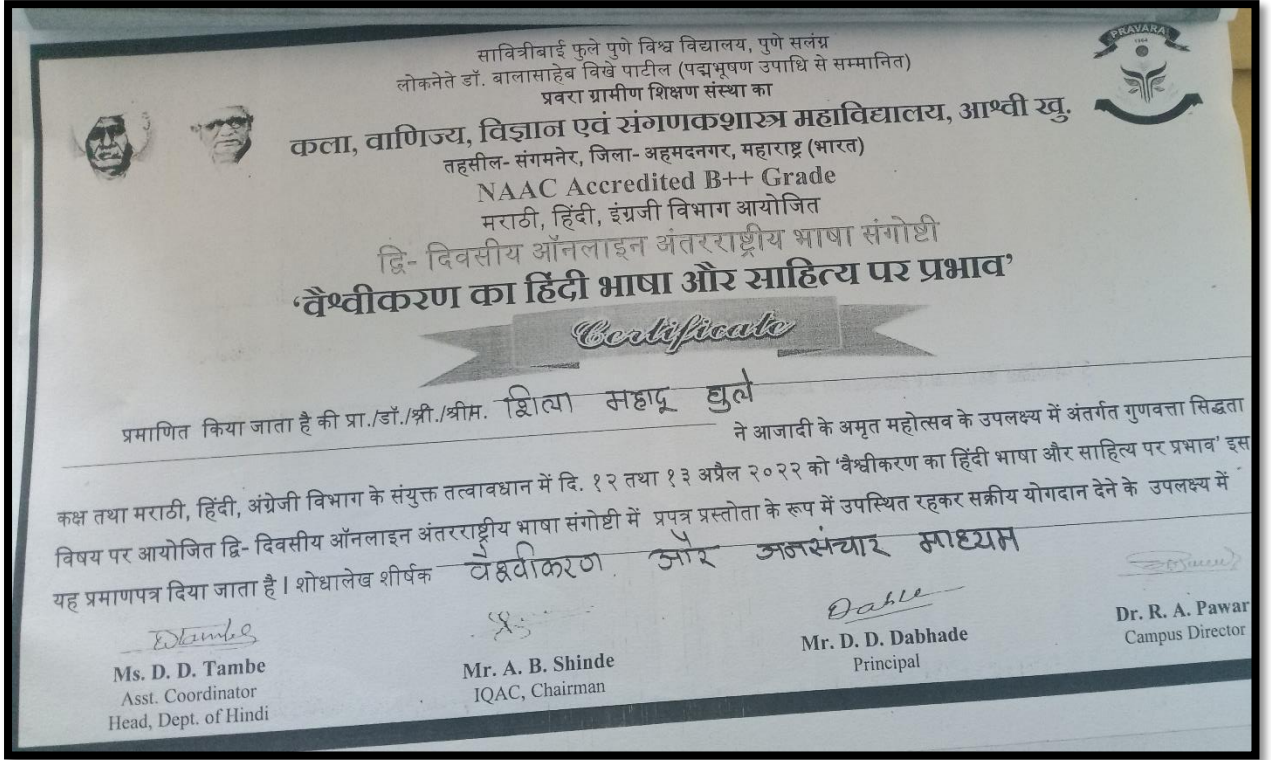 PRAVARA
सावित्रीबाई फुले पुणे विश्व विद्यालय, पुणे सलंग्न
लोकनेते डॉ. बालासाहेब विखे पाटील (पद्मभूषण उपाधि से सम्मानित)
प्रवरा ग्रामीण शिक्षण संस्था का
कला, वाणिज्य, विज्ञान एवं संगणकशास्त्र महाविद्यालय, आश्वी खु.
तहसील- संगमनेर, जिला- अहमदनगर, महाराष्ट्र (भारत)
NAAC Accredited B++ Grade
मराठी, हिंदी, इंग्रजी विभाग आयोजित
द्वि- दिवसीय ऑनलाइन अंतरराष्ट्रीय भाषा संगोष्टी
‘वैश्वीकरण का हिंदी भाषा और साहित्य पर प्रभाव’
Certificate
प्रमाणित किया जाता है की प्रा./डॉ./श्री./श्रीम. महादू घुले
ने आजादी के अमृत महोत्सव के उपलक्ष्य में अंतर्गत गुणवत्ता सिद्धता
कक्ष तथा मराठी, हिंदी, अंग्रेजी विभाग के संयुक्त तत्वावधान में दि. १२ तथा १३ अप्रैल २०२२ को ‘वैश्वीकरण का हिंदी भाषा और साहित्य पर प्रभाव’ इस
विषय पर आयोजित द्वि- दिवसीय ऑनलाइन अंतरराष्ट्रीय भाषा संगोष्टी में प्रपत्र प्रस्तोता के रूप में उपस्थित रहकर सक्रीय योगदान देने के उपलक्ष्य में
यह प्रमाणपत्र दिया जाता है । शोधालेख शीर्षक वैश्वीकरण और जनसंचार माध्यम
Ms. D. D. Tambe
Asst. Coordinator
Head, Dept. of Hindi
Mr. A. B. Shinde
IQAC, Chairman
Dable
Mr. D. D. Dabhade
Principal
Dr. R. A. Pawar
Campus Director